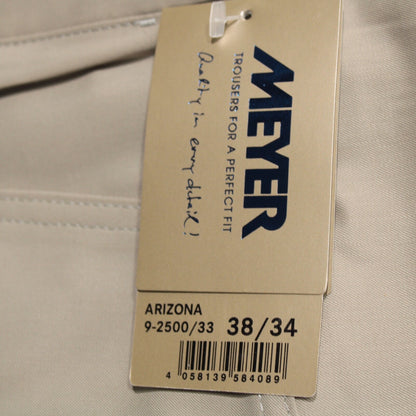 MEYER
TROUSERS FOR A PERFECT FIT
Quality in every detail!
ARIZONA
9-2500/33 38/34
4 058139 584089